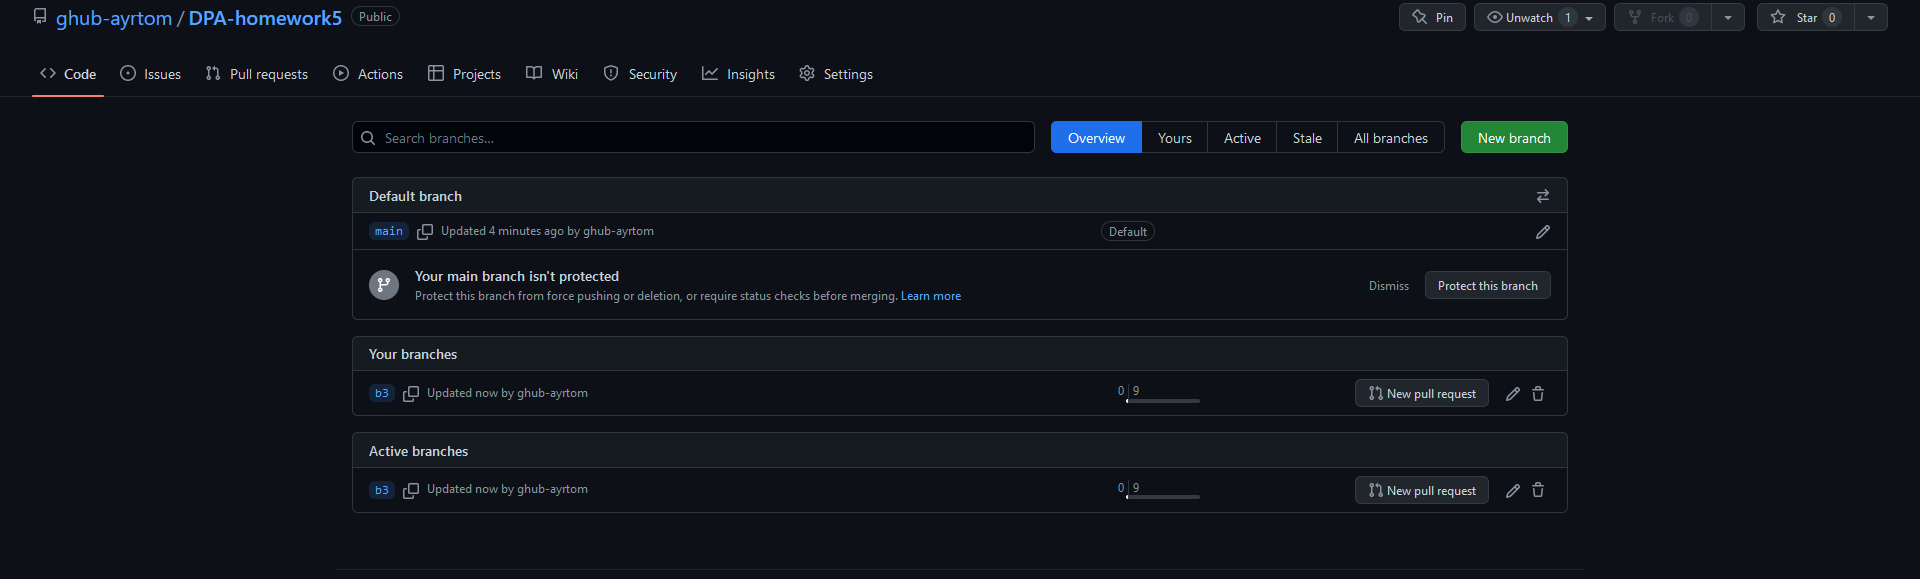 ghub-ayrtom / DPA-homework5 Public Pin Unwatch 1 Fork 0 Star 0
Code Issues Pull requests Actions Projects Wiki Security Insights Settings
Search branches... Overview Yours Active Stale All branches New branch
Default branch
main Updated 4 minutes ago by ghub-ayrtom Default
Your main branch isn't protected
Protect this branch from force pushing or deletion, or require status checks before merging. Learn more
Dismiss Protect this branch
Your branches
b3 Updated now by ghub-ayrtom 0 9 New pull request
Active branches
b3 Updated now by ghub-ayrtom 0 9 New pull request